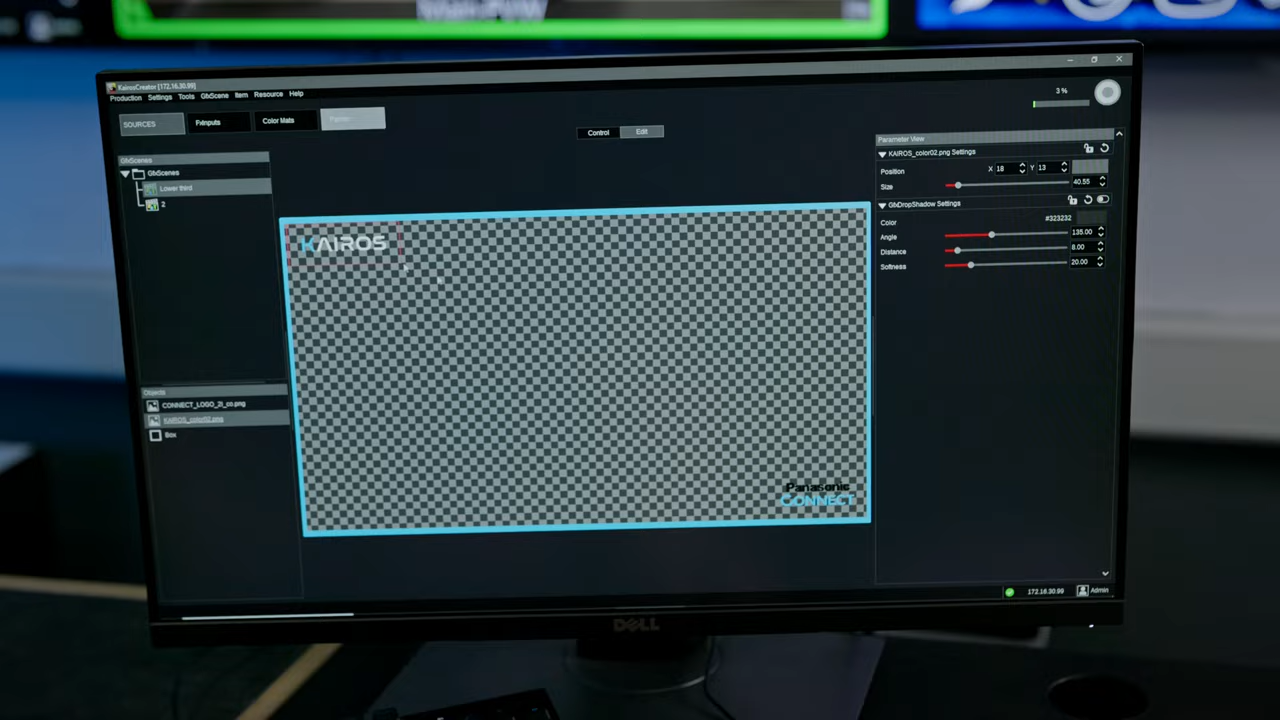 KairosCreator [172.16.30.99]
Production Settings Tools GfxScene Item Resource Help
3 %
SOURCES FxInputs Color Mats
Control Edit
GfxScenes
GfxScenes
Lower third
2
Objects
CONNECT_LOGO_2l_co.png
KAIROS_color02.png
Box
KAIROS
Panasonic
CONNECT
Parameter View
KAIROS_color02.png Settings
Position X 18 Y 13
Size 40.55
GfxDropShadow Settings
Color #323232
Angle 135.00
Distance 8.00
Softness 20.00
172.16.30.99 Admin
DELL